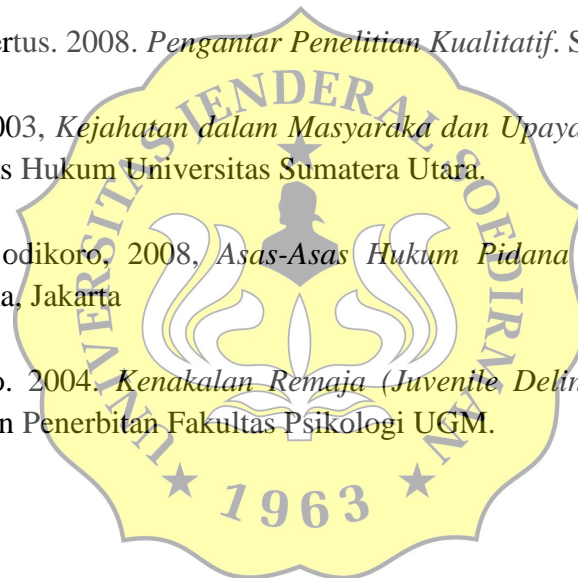 ertus. 2008. Pengantar Penelitian Kualitatif. S
003, Kejahatan dalam Masyaraka dan Upaya
as Hukum Universitas Sumatera Utara.
odikoro, 2008, Asas-Asas Hukum Pidana
a, Jakarta
o. 2004. Kenakalan Remaja (Juvenile Delin
n Penerbitan Fakultas Psikologi UGM.
UNIVERSITAS JENDERAL SOEDIRMAN
1963